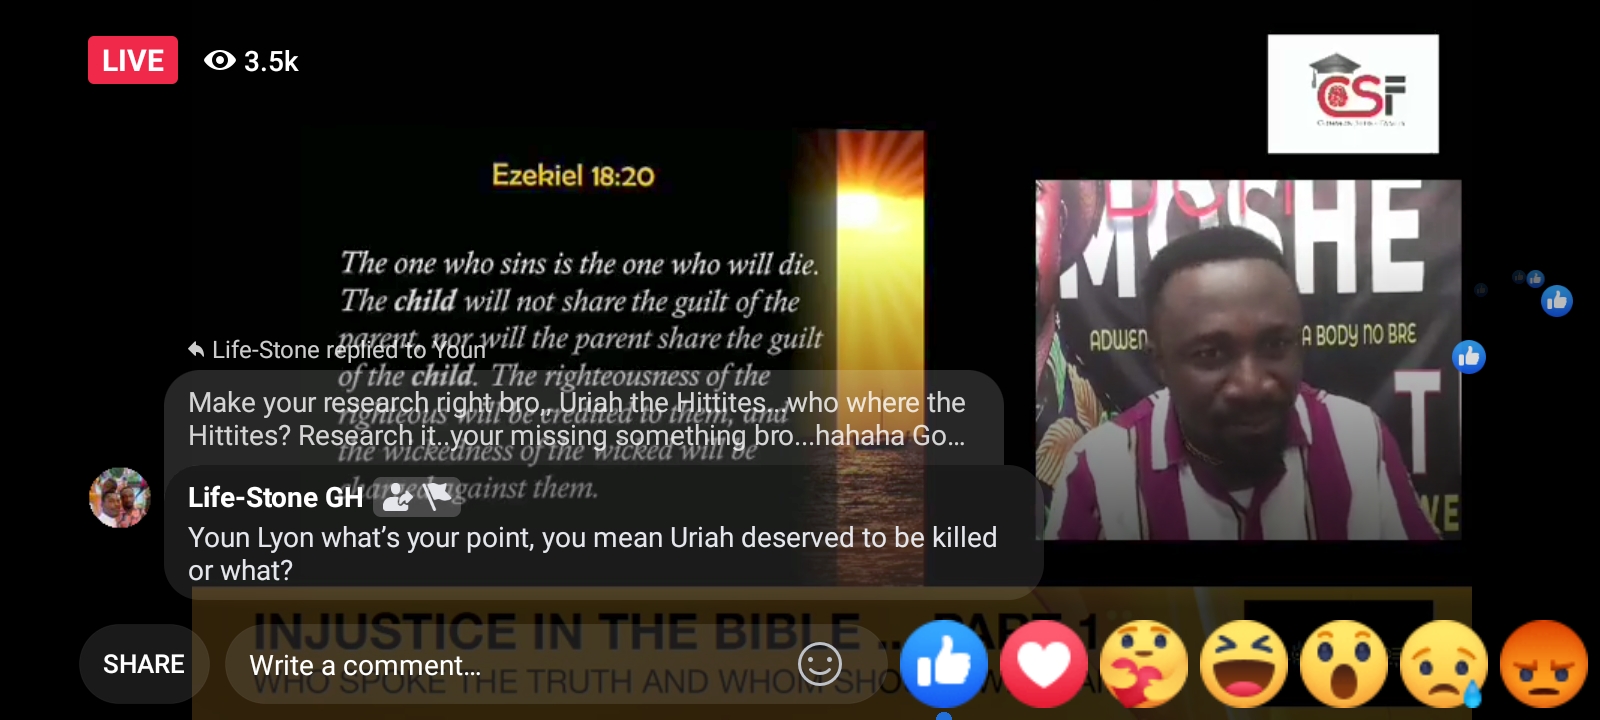 LIVE
3.5k
CSF
Ezekiel 18:20
The one who sins is the one who will die.
The child will not share the guilt of the
parent, nor will the parent share the guilt
of the child. The righteousness of the
righteous will be credited to them, and
the wickedness of the wicked will be
charged against them.
MOSHE
ADWEN
A BODY NO BRE
T
WE
Life-Stone replied to Youn
Make your research right bro,, Uriah the Hittites...who where the
Hittites? Research it..your missing something bro...hahaha Go...
Life-Stone GH
Youn Lyon what’s your point, you mean Uriah deserved to be killed
or what?
INJUSTICE IN THE BIBLE ... PART 1
WHO SPOKE THE TRUTH AND WHOM
SHARE
Write a comment...